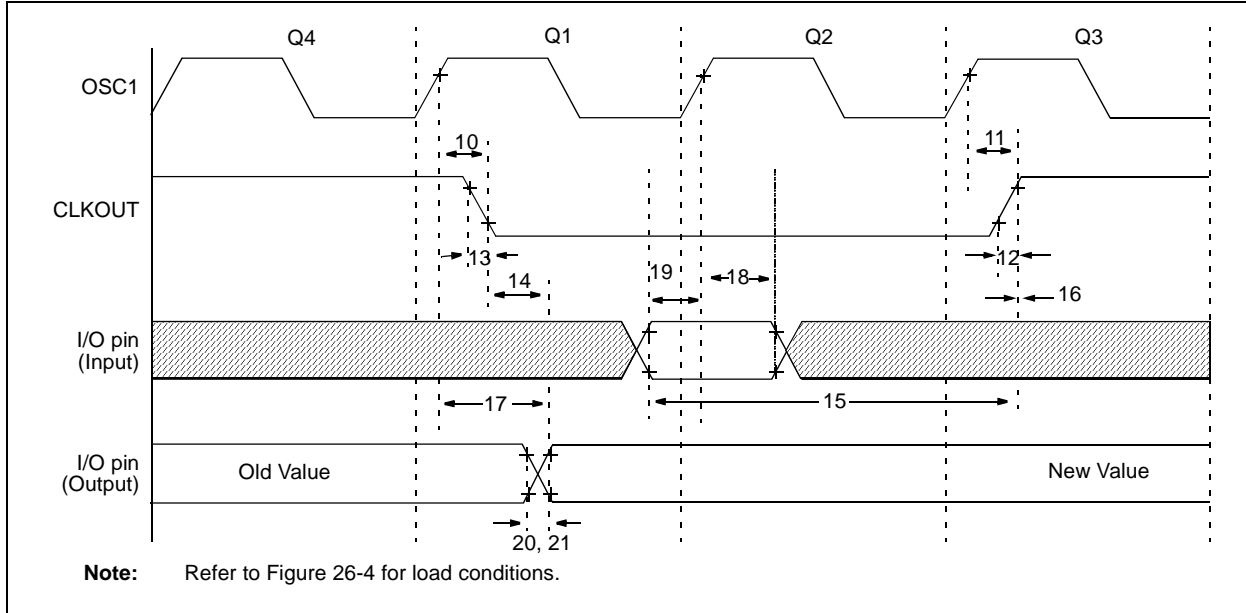 Q4 Q1 Q2 Q3
OSC1
10 11
CLKOUT
13 19 18 12
14 16
I/O pin
(Input)
17 15
I/O pin
(Output)
Old Value New Value
20, 21
Note: Refer to Figure 26-4 for load conditions.